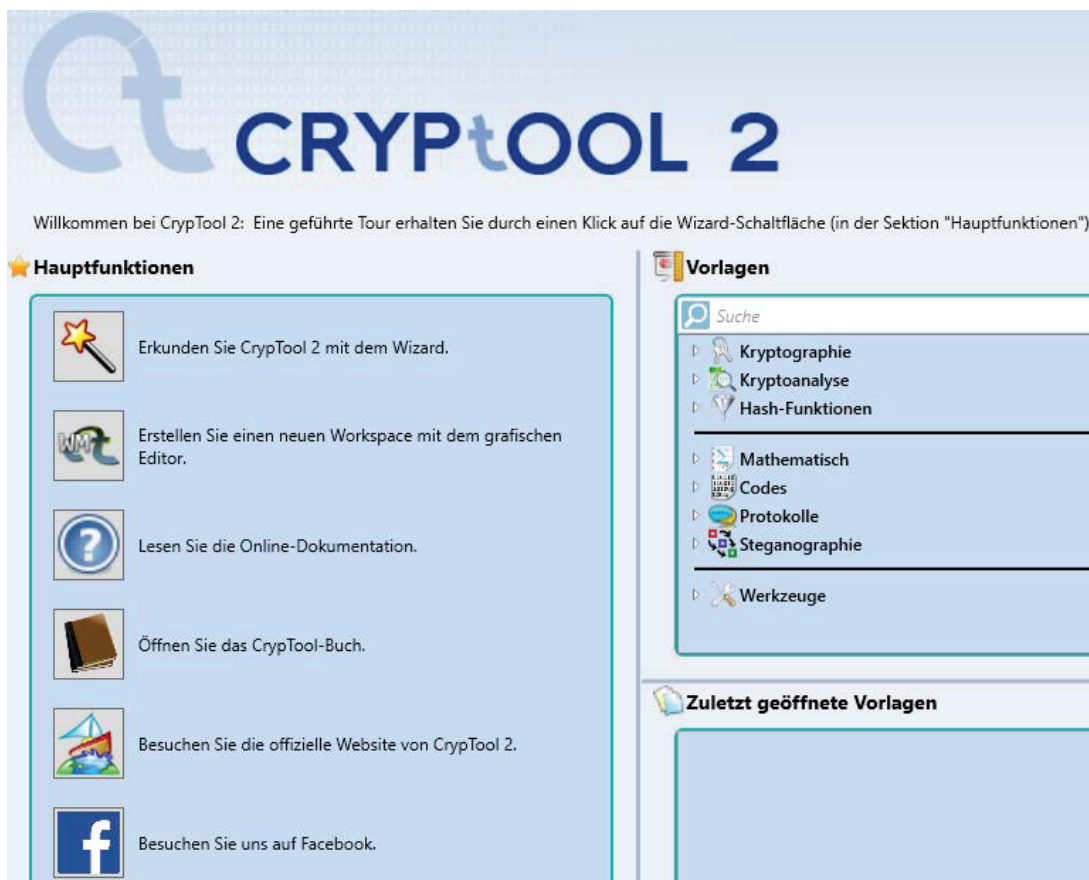 CRYPtOOL 2
Willkommen bei CrypTool 2: Eine geführte Tour erhalten Sie durch einen Klick auf die Wizard-Schaltfläche (in der Sektion "Hauptfunktionen")
Hauptfunktionen
Erkunden Sie CrypTool 2 mit dem Wizard.
Erstellen Sie einen neuen Workspace mit dem grafischen
Editor.
Lesen Sie die Online-Dokumentation.
Öffnen Sie das CrypTool-Buch.
Besuchen Sie die offizielle Website von CrypTool 2.
Besuchen Sie uns auf Facebook.
Vorlagen
Suche
Kryptographie
Kryptoanalyse
Hash-Funktionen
Mathematisch
Codes
Protokolle
Steganographie
Werkzeuge
Zuletzt geöffnete Vorlagen